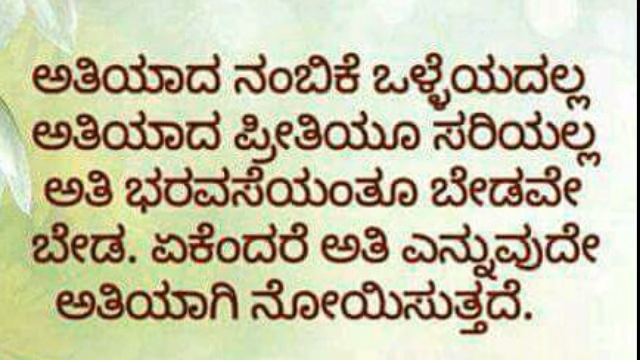 ಅತಿಯಾದ ನಂಬಿಕೆ ಒಳ್ಳೆಯದಲ್ಲ
ಅತಿಯಾದ ಪ್ರೀತಿಯೂ ಸರಿಯಲ್ಲ
ಅತಿ ಭರವಸೆಯಂತೂ ಬೇಡವೇ
ಬೇಡ. ಏಕೆಂದರೆ ಅತಿ ಎನ್ನುವುದೇ
ಅತಿಯಾಗಿ ನೋಯಿಸುತ್ತದೆ.